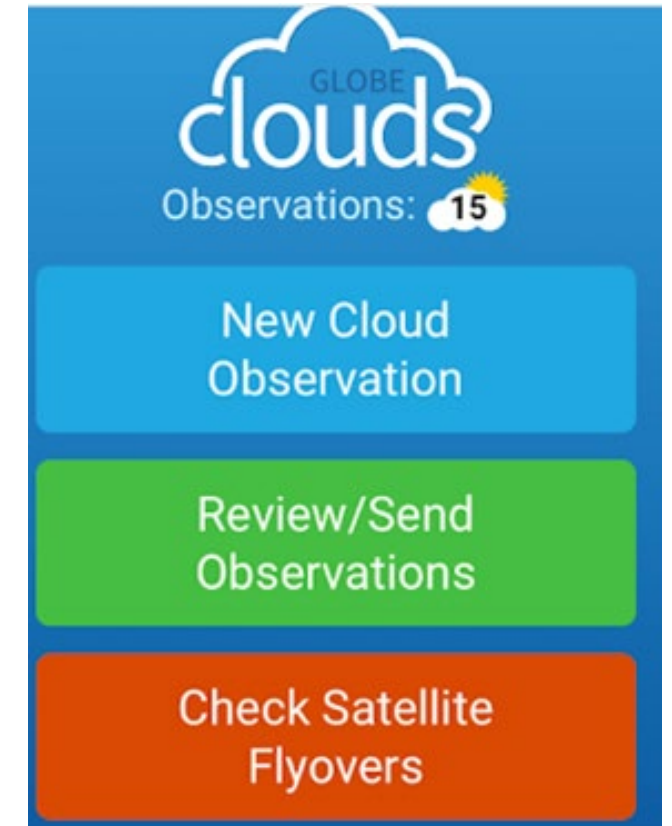 GLOBE
clouds
Observations: 15
New Cloud
Observation
Review/Send
Observations
Check Satellite
Flyovers